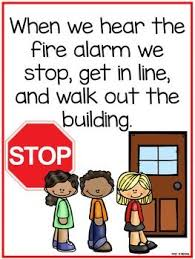 When we hear the
fire alarm we
stop, get in line,
and walk out the
building.
STOP